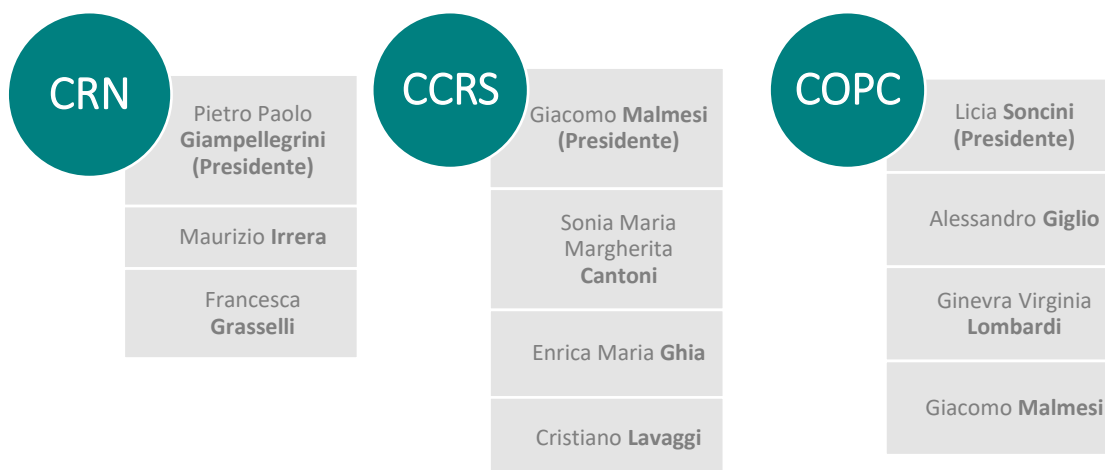 CRN
Pietro Paolo
Giampellegrini
(Presidente)
Maurizio Irrera
Francesca
Grasselli
CCRS
Giacomo Malmesi
(Presidente)
Sonia Maria
Margherita
Cantoni
Enrica Maria Ghia
Cristiano Lavaggi
COPC
Licia Soncini
(Presidente)
Alessandro Giglio
Ginevra Virginia
Lombardi
Giacomo Malmesi